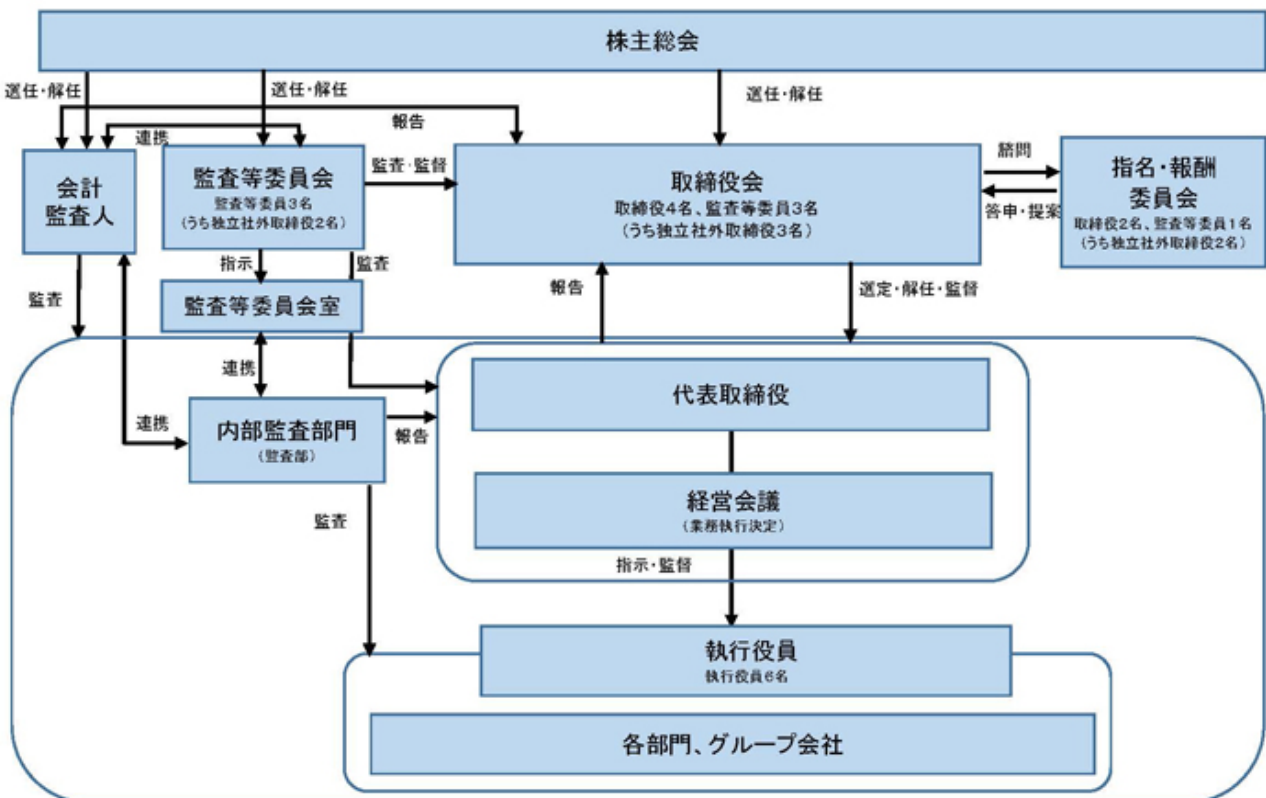 株主総会
選任・解任
選任・解任
選任・解任
報告
連携
会計
監査人
監査等委員会
監査等委員3名
(うち独立社外取締役2名)
監査・監督
取締役会
取締役4名、監査等委員3名
(うち独立社外取締役3名)
諮問
答申・提案
指名・報酬
委員会
取締役2名、監査等委員1名
(うち独立社外取締役2名)
指示
監査
監査
監査等委員会室
報告
選定・解任・監督
連携
連携
内部監査部門
(監査部)
報告
代表取締役
経営会議
(業務執行決定)
監査
指示・監督
執行役員
執行役員6名
各部門、グループ会社